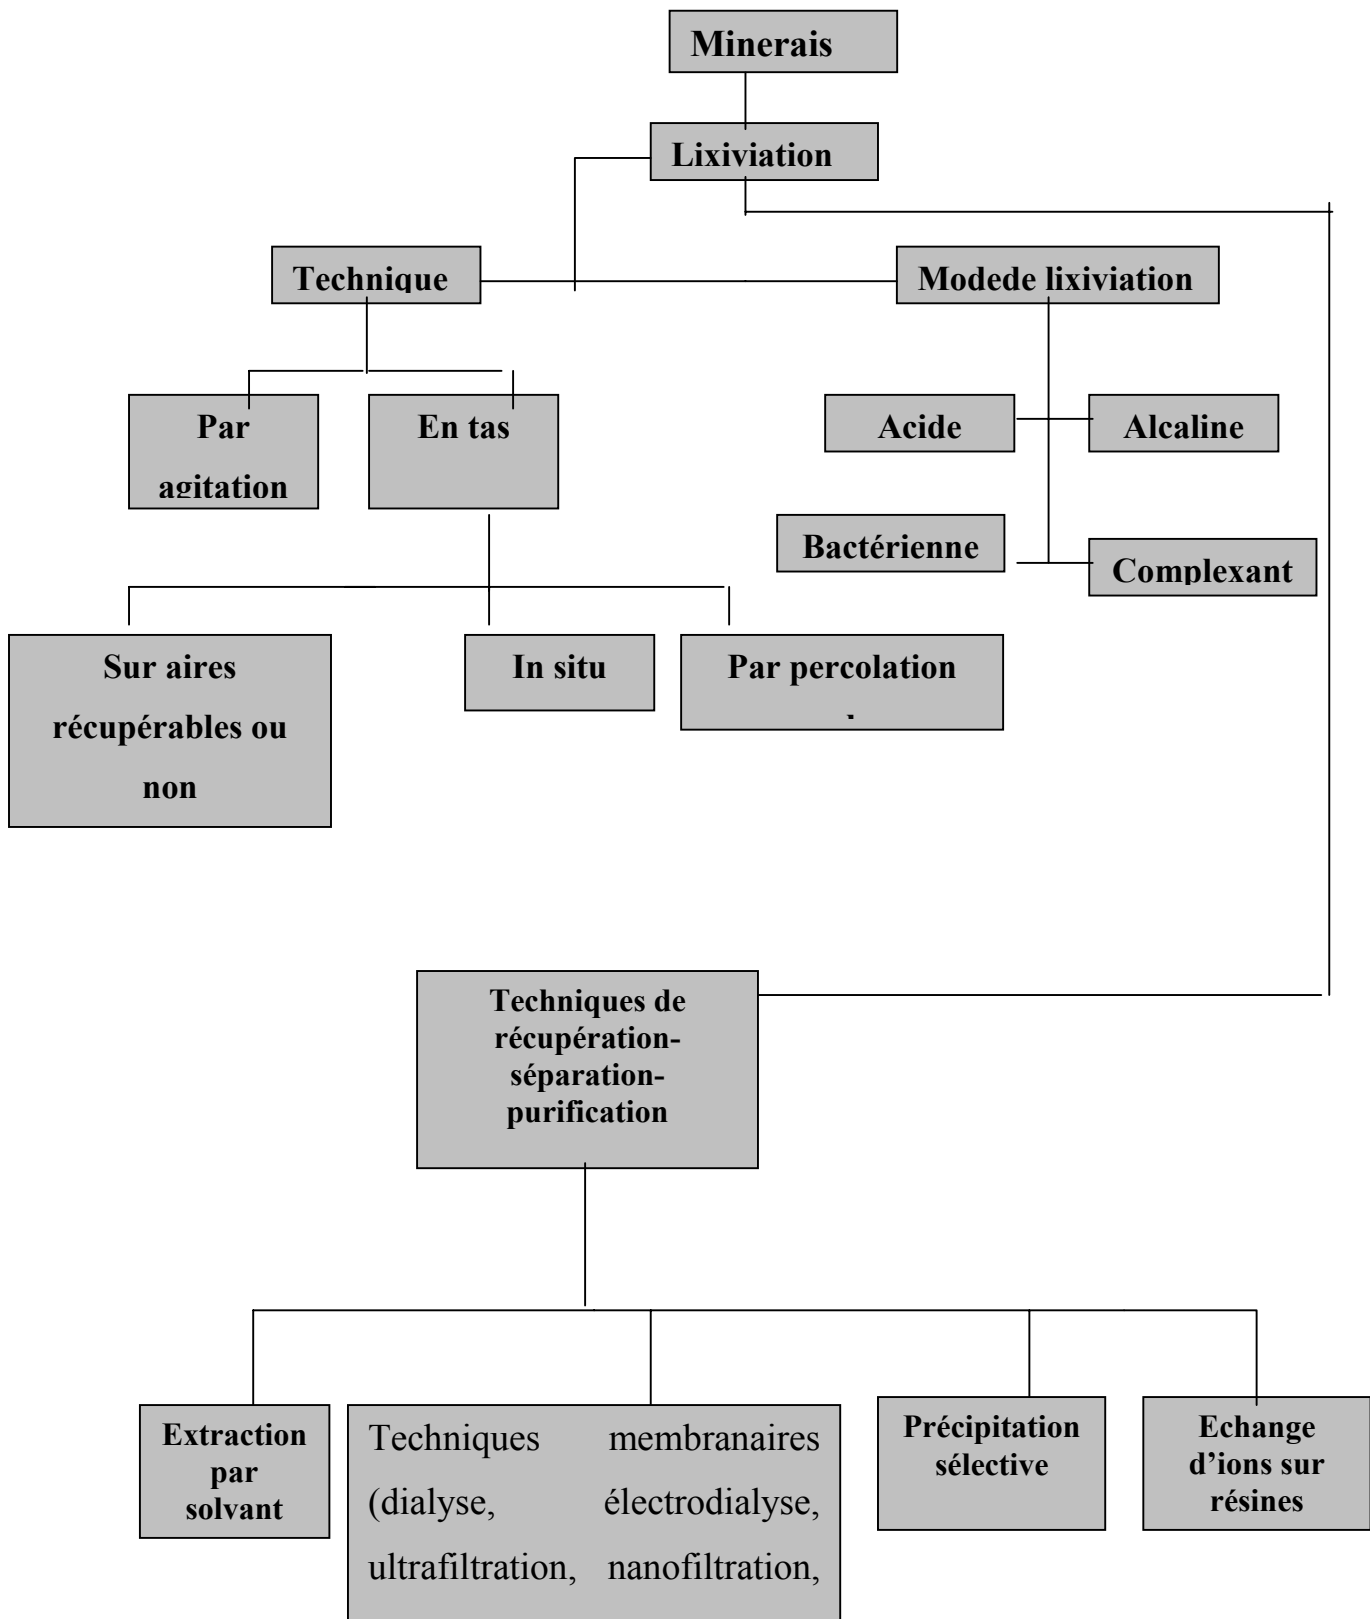 Minerais
Lixiviation
Technique
Modede lixiviation
Par
agitation
En tas
Acide
Alcaline
Bactérienne
Complexant
Sur aires
récupérables ou
non
In situ
Par percolation
Techniques de
récupération-
séparation-
purification
Extraction
par
solvant
Techniques membranaires
(dialyse, électrodialyse,
ultrafiltration, nanofiltration,
Précipitation
sélective
Echange
d’ions sur
résines